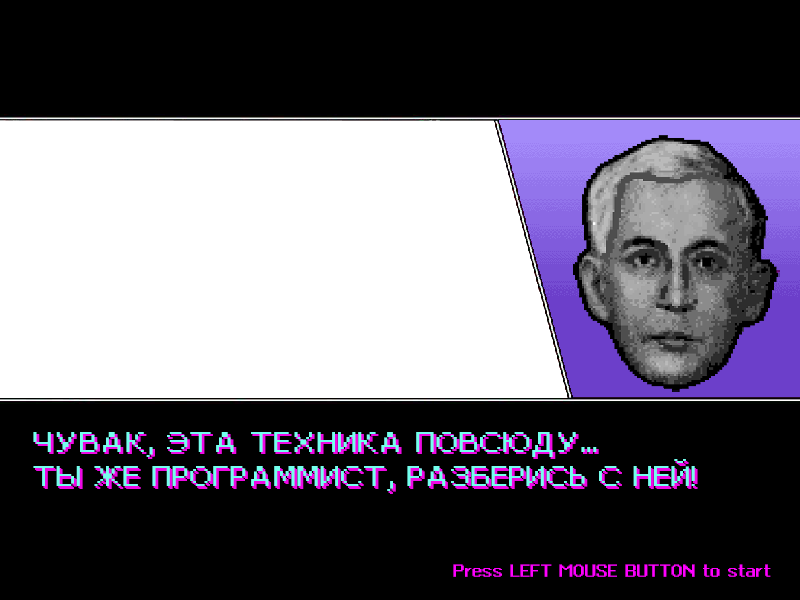 ЧУВАК, ЭТА ТЕХНИКА ПОВСЮДУ...
ТЫ ЖЕ ПРОГРАММИСТ, РАЗБЕРИСЬ С НЕЙ!
Press LEFT MOUSE BUTTON to start